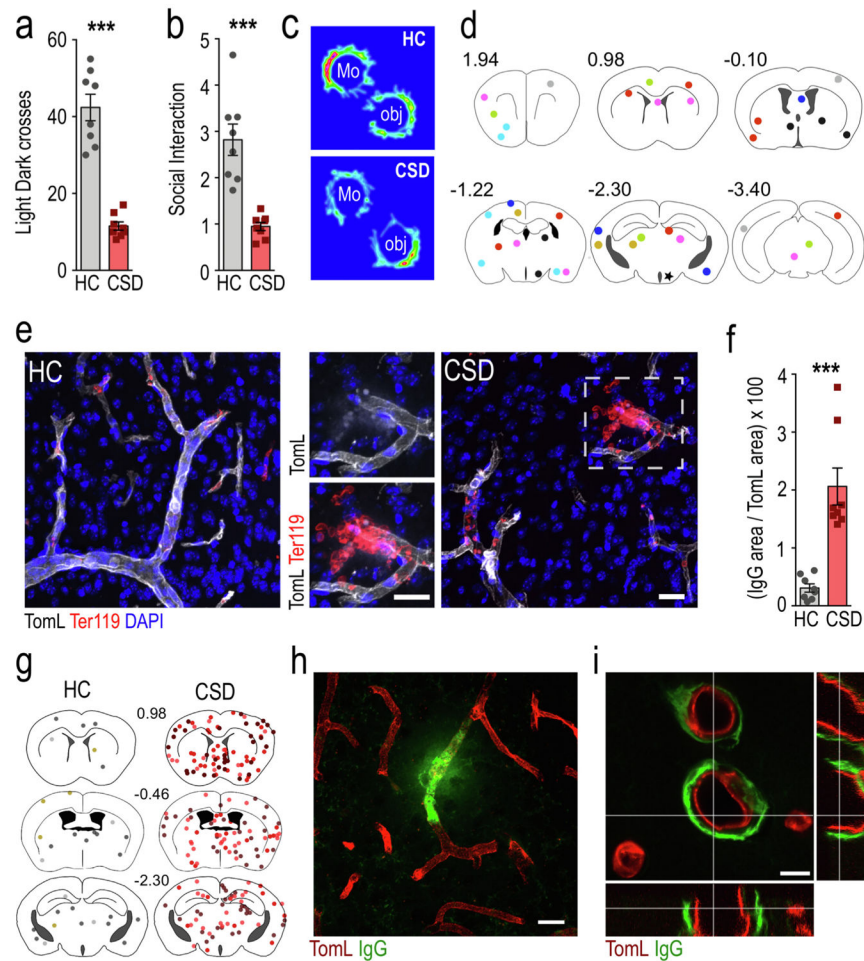 a
***
Light Dark crosses
60
40
20
0
HC
CSD
b
***
Social Interaction
5
4
3
2
1
0
HC
CSD
c
HC
Mo
obj
CSD
Mo
obj
d
1.94
0.98
-0.10
-1.22
-2.30
-3.40
e
HC
TomL
TomL Ter119
CSD
TomL Ter119 DAPI
f
***
(IgG area / TomL area) x 100
4
3
2
1
0
HC
CSD
g
HC
CSD
0.98
-0.46
-2.30
h
TomL IgG
i
TomL IgG